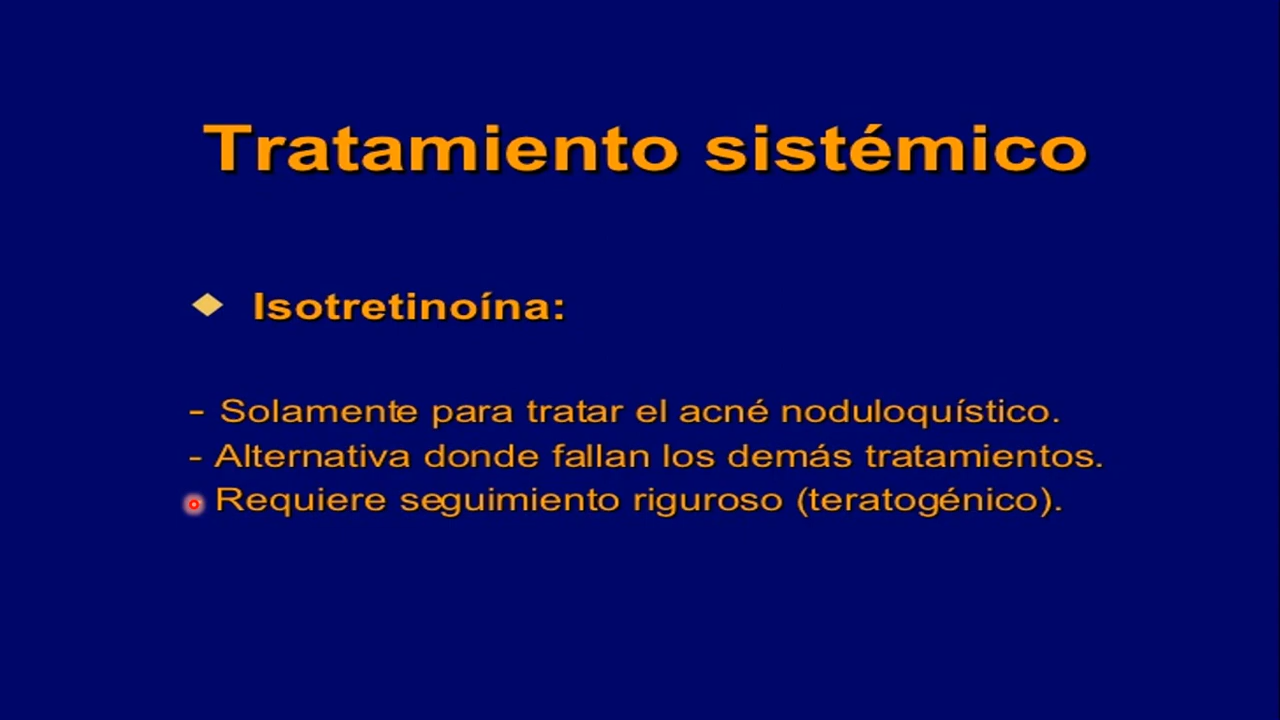 Tratamiento sistémico
Isotretinoína:
- Solamente para tratar el acné noduloquístico.
- Alternativa donde fallan los demás tratamientos.
Requiere seguimiento riguroso (teratogénico).